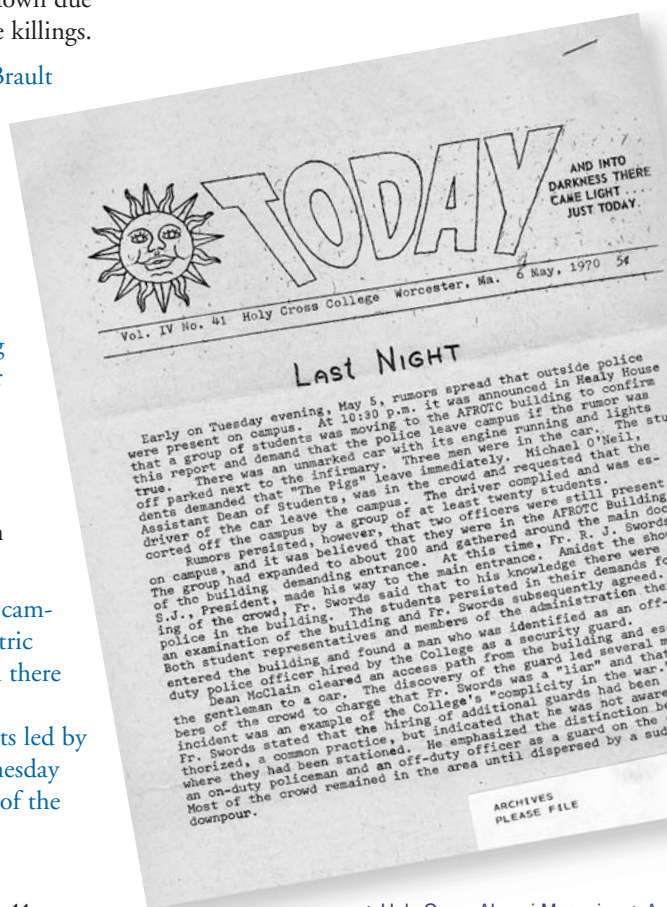 own due
e killings.
Brault
g
r
n
cam-
tric
there
ts led by
nesday
of the
TODAY
AND INTO
DARKNESS THERE
CAME LIGHT ....
JUST TODAY.
Vol. IV No. 41 Holy Cross College Worcester, Ma. 6 May, 1970 5¢
LAST NIGHT
Early on Tuesday evening, May 5, rumors spread that outside police
were present on campus. At 10:30 p.m. it was announced in Healy House
that a group of students was moving to the AFROTC building to confirm
this report and demand that the police leave campus if the rumor was
true. There was an unmarked car with its engine running and lights
off parked next to the infirmary. Three men were in the car. The stu
dents demanded that "The Pigs" leave immediately. Michael O'Neil,
Assistant Dean of Students, was in the crowd and requested that the
driver of the car leave the campus. The driver complied and was es-
corted off the campus by a group of at least twenty students.
Rumors persisted, however, that two officers were still present
on campus, and it was believed that they were in the AFROTC Building.
The group had expanded to about 200 and gathered around the main doo
of the building demanding entrance. At this time, Fr. R. J. Swords
S.J., President, made his way to the main entrance. Amidst the shou
ing of the crowd, Fr. Swords said that to his knowledge there were
police in the building. The students persisted in their demands fo
an examination of the building and Fr. Swords subsequently agreed.
Both student representatives and members of the administration the
entered the building and found a man who was identified as an off-
duty police officer hired by the College as a security guard.
Dean McClain cleared an access path from the building and es
the gentleman to a car. The discovery of the guard led several m
bers of the crowd to charge that Fr. Swords was a "liar" and that
incident was an example of the College's "complicity in the war.
Fr. Swords stated that the hiring of additional guards had been
thorized, a common practice, but indicated that he was not aware
where they had been stationed. He emphasized the distinction be
an on-duty policeman and an off-duty officer as a guard on the
Most of the crowd remained in the area until dispersed by a sud
downpour.
ARCHIVES
PLEASE FILE